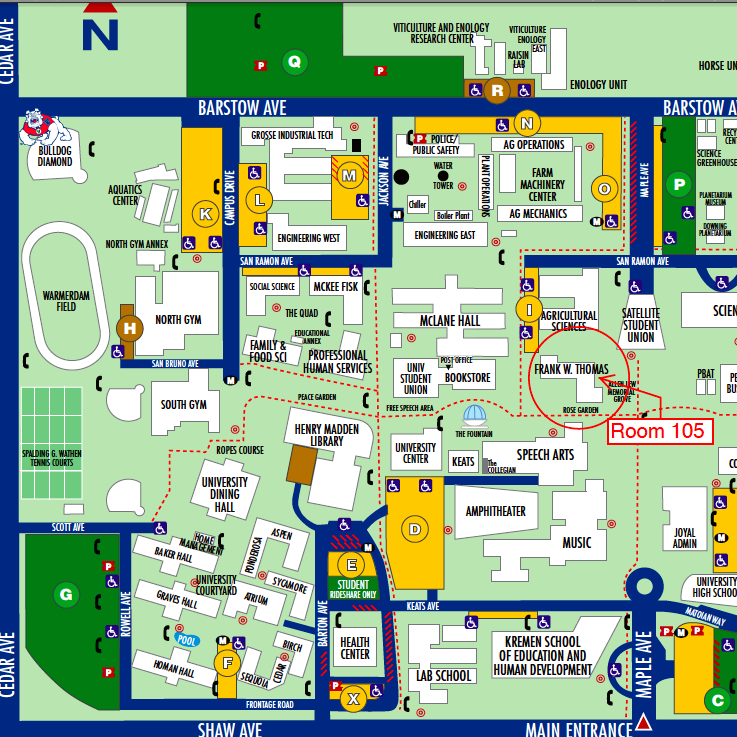 CEDAR AVE
N
Q
P
P
VITICULTURE AND ENOLOGY
RESEARCH CENTER
VITICULTURE
ENOLOGY
EAST
RAISIN
LAB
HORSE UN
R
ENOLOGY UNIT
BARSTOW AVE
BARSTOW A
BULLDOG
DIAMOND
GROSSE INDUSTRIAL TECH
P
POLICE/
PUBLIC SAFETY
N
AG OPERATIONS
SCIENCE
GREENHOUSE
AQUATICS
CENTER
K
CAMPUS DRIVE
L
M
JACKSON AVE
WATER
TOWER
Chiller
Boiler Plant
PLANT OPERATIONS
FARM
MACHINERY
CENTER
O
MAPLE AVE
P
PLANETARIUM
MUSEUM
DOWNING
PLANETARIUM
AG MECHANICS
M
M
NORTH GYM ANNEX
ENGINEERING WEST
ENGINEERING EAST
SAN RAMON AVE
SAN RAMON AVE
WARMERDAM
FIELD
H
NORTH GYM
SOCIAL SCIENCE
MCKEE FISK
THE QUAD
EDUCATIONAL
ANNEX
FAMILY &
FOOD SCI
PROFESSIONAL
HUMAN SERVICES
MCLANE HALL
I
AGRICULTURAL
SCIENCES
SATELLITE
STUDENT
UNION
SCIEN
SAN BRUNO AVE
M
UNIV
STUDENT
UNION
POST OFFICE
BOOKSTORE
FRANK W. THOMAS
ALLEN LEW
MEMORIAL
GROVE
PBAT
PE
BU
SOUTH GYM
PEACE GARDEN
FREE SPEECH AREA
ROSE GARDEN
Room 105
HENRY MADDEN
LIBRARY
THE FOUNTAIN
SPALDING G. WATHEN
TENNIS COURTS
ROPES COURSE
UNIVERSITY
CENTER
KEATS
The
COLLEGIAN
SPEECH ARTS
CO
UNIVERSITY
DINING
HALL
D
AMPHITHEATER
MUSIC
JOYAL
ADMIN
M
SCOTT AVE
HOME
MANAGEMENT
BAKER HALL
PONDEROSA
ASPEN
M
E
STUDENT
RIDESHARE ONLY
G
P
P
ROWELL AVE
UNIVERSITY
COURTYARD
SYCAMORE
GRAVES HALL
ATRIUM
UNIVERSITY
HIGH SCHOO
KEATS AVE
MATOIAN WAY
POOL
M
F
BIRCH
CEDAR
SEQUOIA
HOMAN HALL
BARTON AVE
HEALTH
CENTER
P
X
LAB SCHOOL
KREMEN SCHOOL
OF EDUCATION AND
HUMAN DEVELOPMENT
P
M
P
C
CEDAR AVE
MAPLE AVE
FRONTAGE ROAD
SHAW AVE
MAIN ENTRANCE